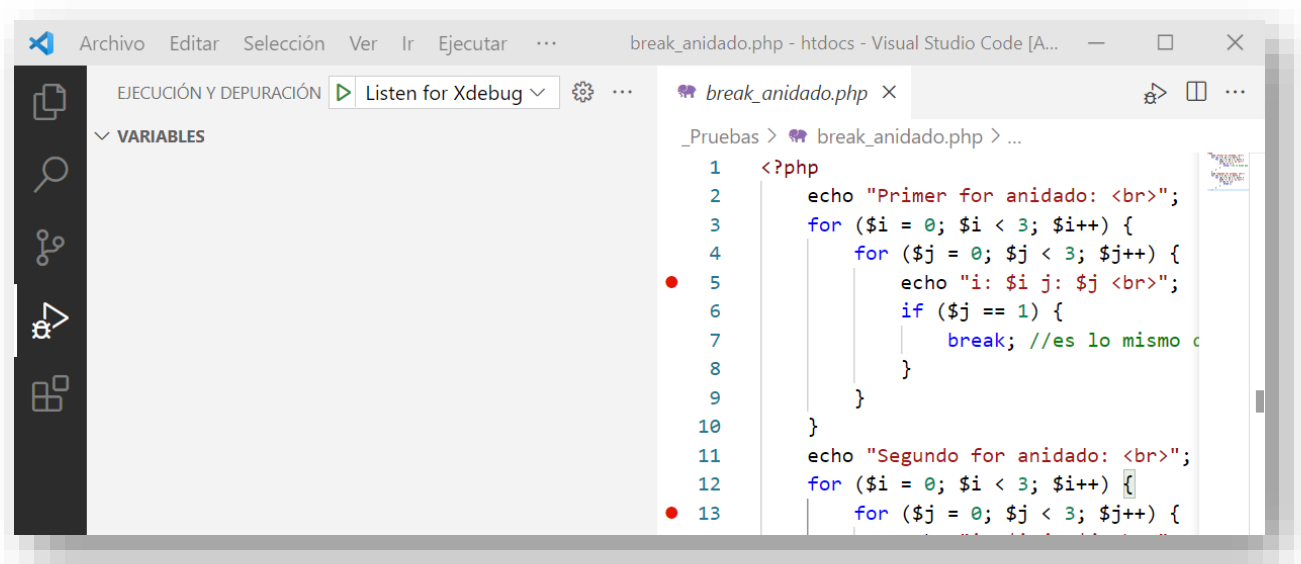 Archivo Editar Selección Ver Ir Ejecutar ··· break_anidado.php - htdocs - Visual Studio Code [A...
EJECUCIÓN Y DEPURACIÓN Listen for Xdebug ···
VARIABLES
break_anidado.php ···
_Pruebas > break_anidado.php > ...
1 <?php
2 echo "Primer for anidado: <br>";
3 for ($i = 0; $i < 3; $i++) {
4 for ($j = 0; $j < 3; $j++) {
5 echo "i: $i j: $j <br>";
6 if ($j == 1) {
7 break; //es lo mismo
8 }
9 }
10 }
11 echo "Segundo for anidado: <br>";
12 for ($i = 0; $i < 3; $i++) {
13 for ($j = 0; $j < 3; $j++) {